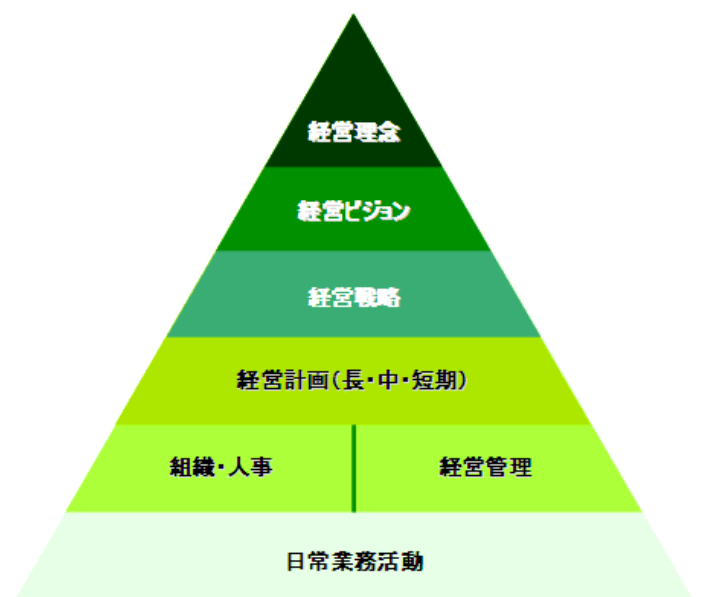 経営理念
経営ビジョン
経営戦略
経営計画(長・中・短期)
組織・人事
経営管理
日常業務活動